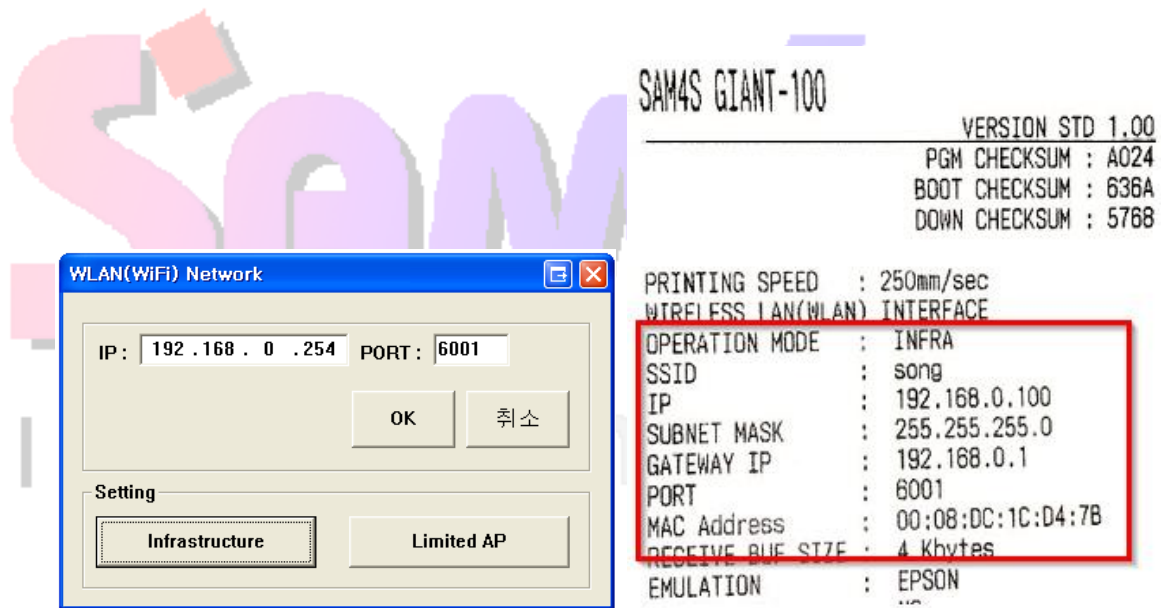 SAM4S GIANT-100
VERSION STD 1.00
PGM CHECKSUM : A024
BOOT CHECKSUM : 636A
DOWN CHECKSUM : 5768
PRINTING SPEED : 250mm/sec
WIRELESS LAN(WLAN) INTERFACE
OPERATION MODE : INFRA
SSID : song
IP : 192.168.0.100
SUBNET MASK : 255.255.255.0
GATEWAY IP : 192.168.0.1
PORT : 6001
MAC Address : 00:08:DC:1C:D4:7B
RECEIVE BUF SIZE : 4 Kbytes
EMULATION : EPSON
WLAN(WiFi) Network
IP : 192 .168 . 0 .254 PORT : 6001
OK 취소
Setting
Infrastructure Limited AP